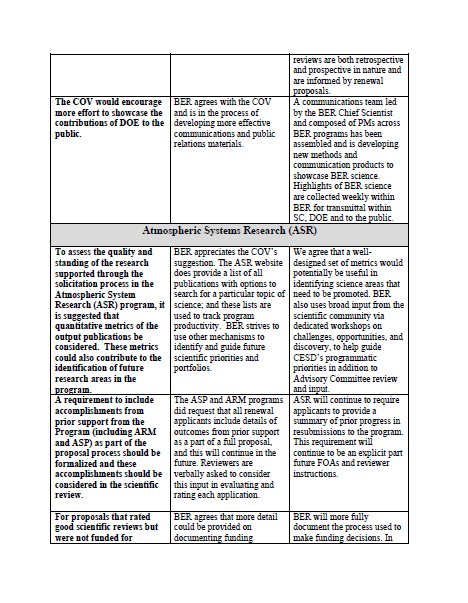 reviews are both retrospective
and prospective in nature and
are informed by renewal
proposals.
The COV would encourage
more effort to showcase the
contributions of DOE to the
public.
BER agrees with the COV
and is in the process of
developing more effective
communications and public
relations materials.
A communications team led
by the BER Chief Scientist
and composed of PMs across
BER programs has been
assembled and is developing
new methods and
communication products to
showcase BER science.
Highlights of BER science
are collected weekly within
BER for transmittal within
SC, DOE and to the public.
Atmospheric Systems Research (ASR)
To assess the quality and
standing of the research
supported through the
solicitation process in the
Atmospheric System
Research (ASR) program, it
is suggested that
quantitative metrics of the
output publications be
considered.  These metrics
could also contribute to the
identification of future
research areas in the
program.
BER appreciates the COV's
suggestion. The ASR website
does provide a list of all
publications with options to
search for a particular topic of
science; and these lists are
used to track program
productivity.  BER strives to
use other mechanisms to
identify and guide future
scientific priorities and
portfolios.
We agree that a well-
designed set of metrics would
potentially be useful in
identifying science areas that
need to be promoted. BER
also uses broad input from the
scientific community via
dedicated workshops on
challenges, opportunities, and
discovery, to help guide
CESD's programmatic
priorities in addition to
Advisory Committee review
and input.
A requirement to include
accomplishments from
prior support from the
Program (including ARM
and ASP) as part of the
proposal process should be
formalized and these
accomplishments should be
considered in the scientific
review.
The ASP and ARM programs
did request that all renewal
applicants include details of
outcomes from prior support
as a part of a full proposal,
and this will continue in the
future. Reviewers are
verbally asked to consider
this input in evaluating and
rating each application.
ASR will continue to require
applicants to provide a
summary of prior progress in
resubmissions to the program.
This requirement will
continue to be an explicit part
future FOAs and reviewer
instructions.
For proposals that rated
good scientific reviews but
were not funded for
BER agrees that more detail
could be provided on
documenting funding
BER will more fully
document the process used to
make funding decisions. In